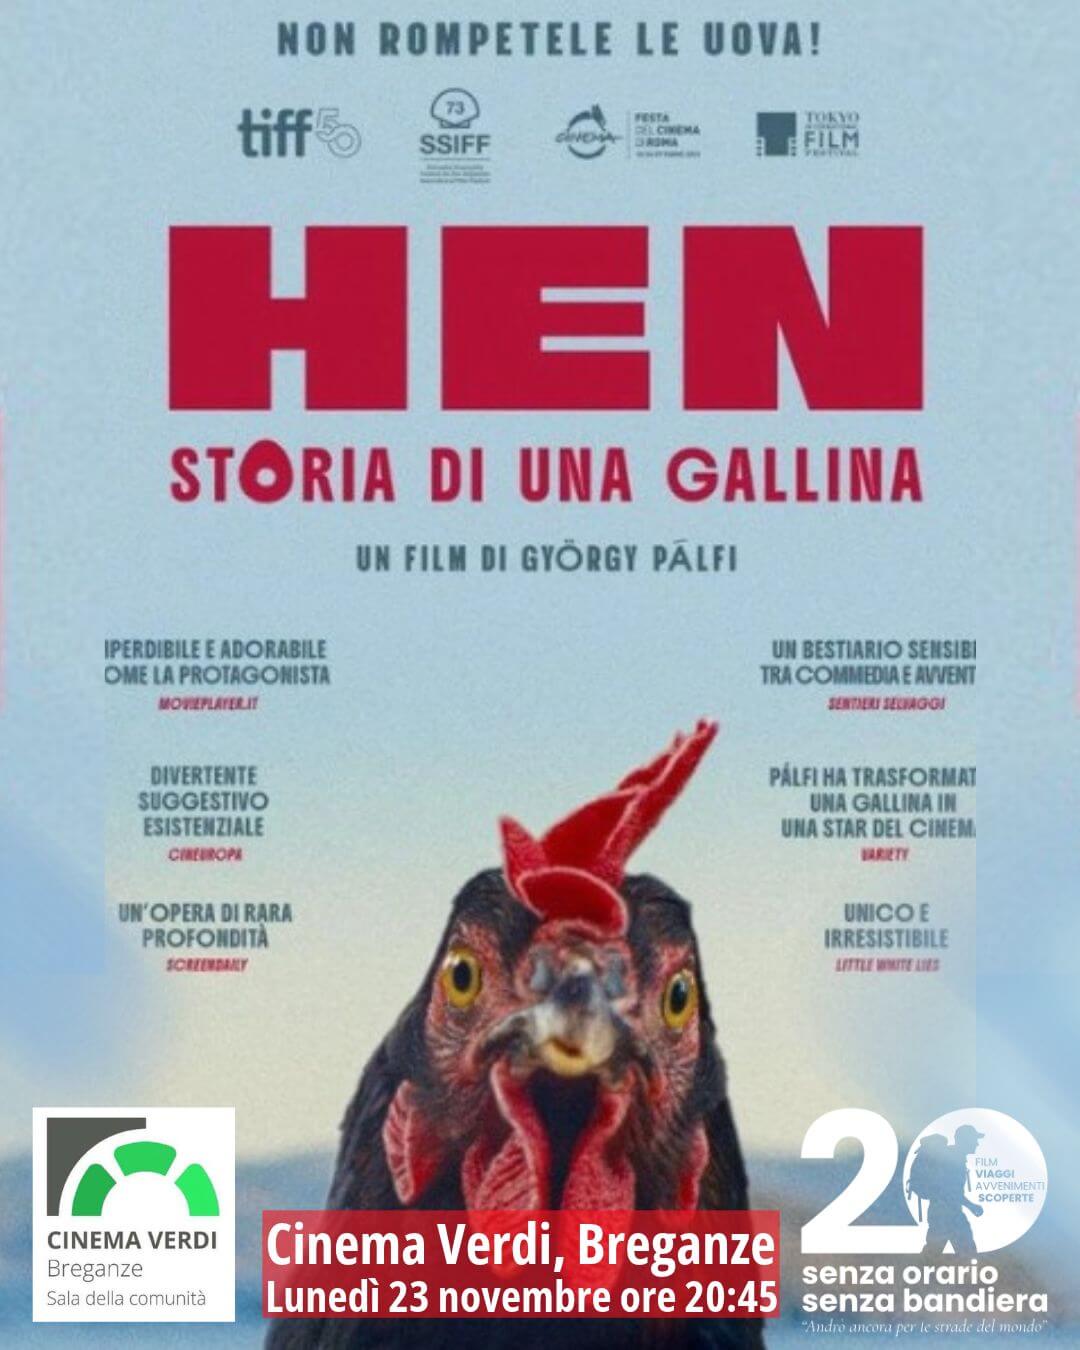 NON ROMPETELE LE UOVA!
tiff 50
73
SSIFF
CINEMA
FESTA
DEL CINEMA
DI ROMA
TOKYO
INTERNATIONAL
FILM
FESTIVAL
HEN
STORIA DI UNA GALLINA
UN FILM DI GYÖRGY PÁLFI
IPERDIBILE E ADORABILE
OME LA PROTAGONISTA
MOVIEPLAYER.IT
UN BESTIARIO SENSIBI
TRA COMMEDIA E AVVENT
SENTIERI SELVAGGI
DIVERTENTE
SUGGESTIVO
ESISTENZIALE
CINEUROPA
PÁLFI HA TRASFORMAT
UNA GALLINA IN
UNA STAR DEL CINEM
VARIETY
UN'OPERA DI RARA
PROFONDITÀ
SCREENDAILY
UNICO E
IRRESISTIBILE
LITTLE WHITE LIES
CINEMA VERDI
Breganze
Sala della comunità
Cinema Verdi, Breganze
Lunedì 23 novembre ore 20:45
20
FILM
VIAGGI
AVVENIMENTI
SCOPERTE
senza orario
senza bandiera
“Andrò ancora per le strade del mondo”